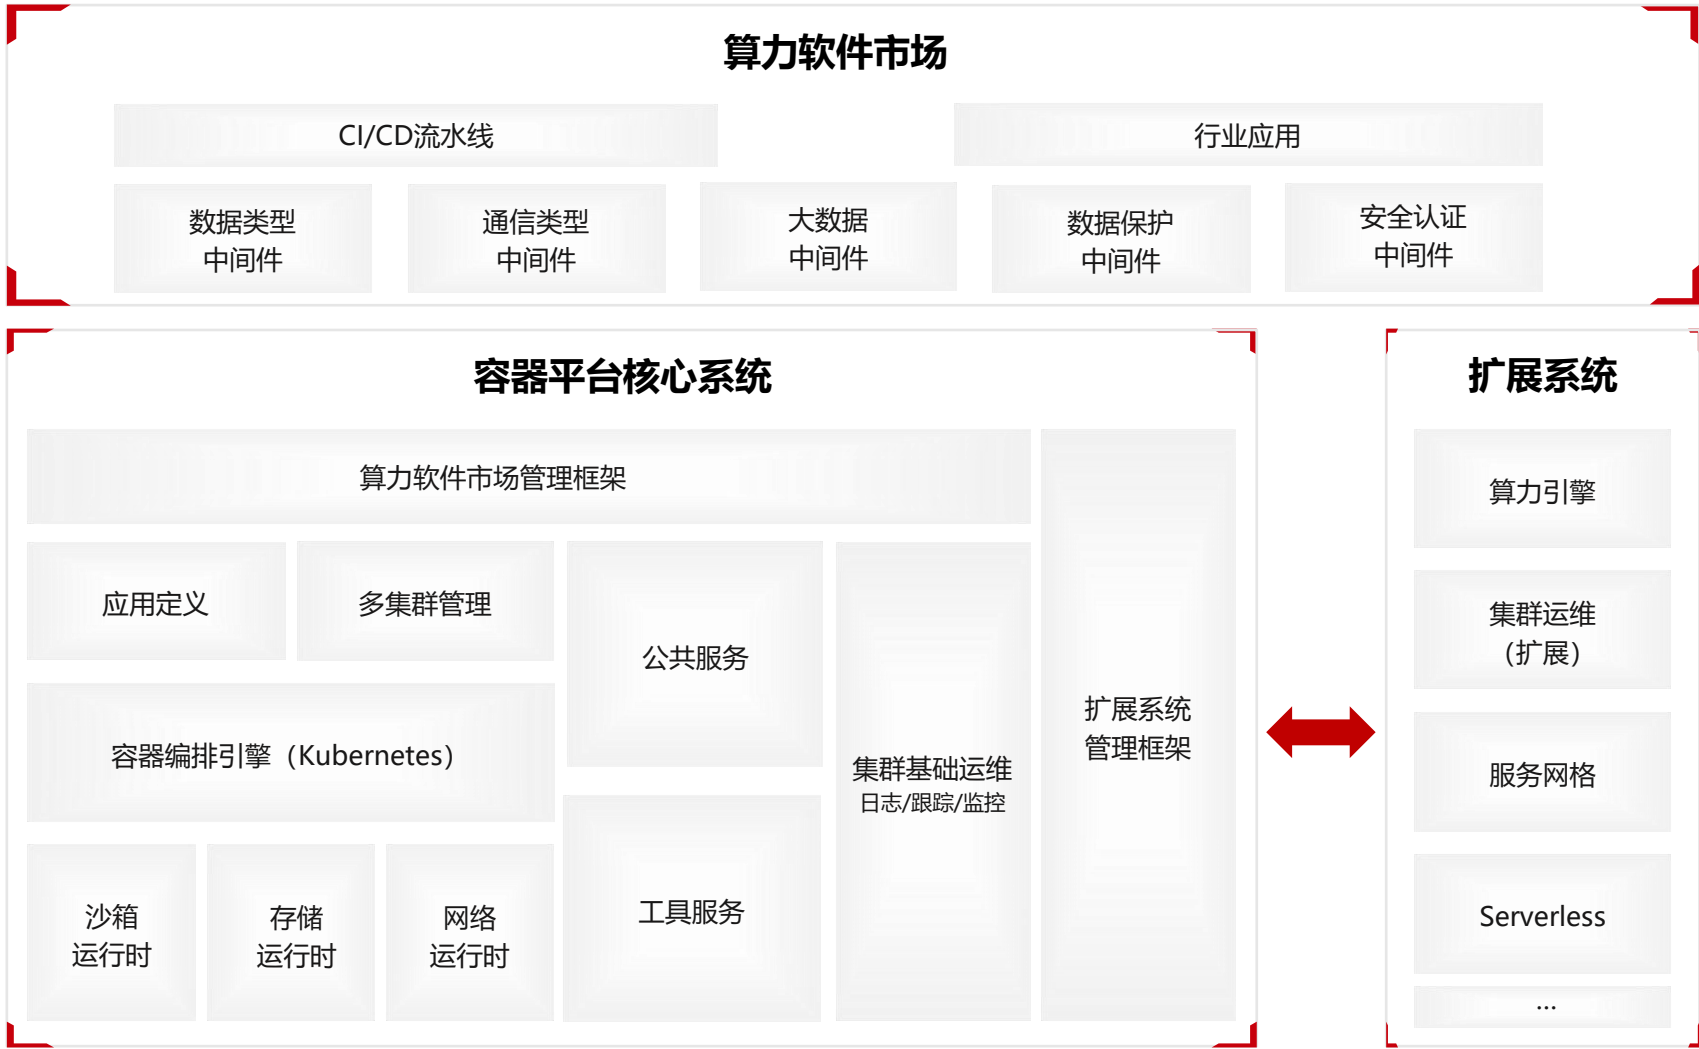 算力软件市场
CI/CD流水线
行业应用
数据类型
中间件
通信类型
中间件
大数据
中间件
数据保护
中间件
安全认证
中间件
容器平台核心系统
算力软件市场管理框架
应用定义
多集群管理
公共服务
容器编排引擎（Kubernetes）
沙箱
运行时
存储
运行时
网络
运行时
工具服务
集群基础运维
日志/跟踪/监控
扩展系统
管理框架
扩展系统
算力引擎
集群运维
（扩展）
服务网格
Serverless
...